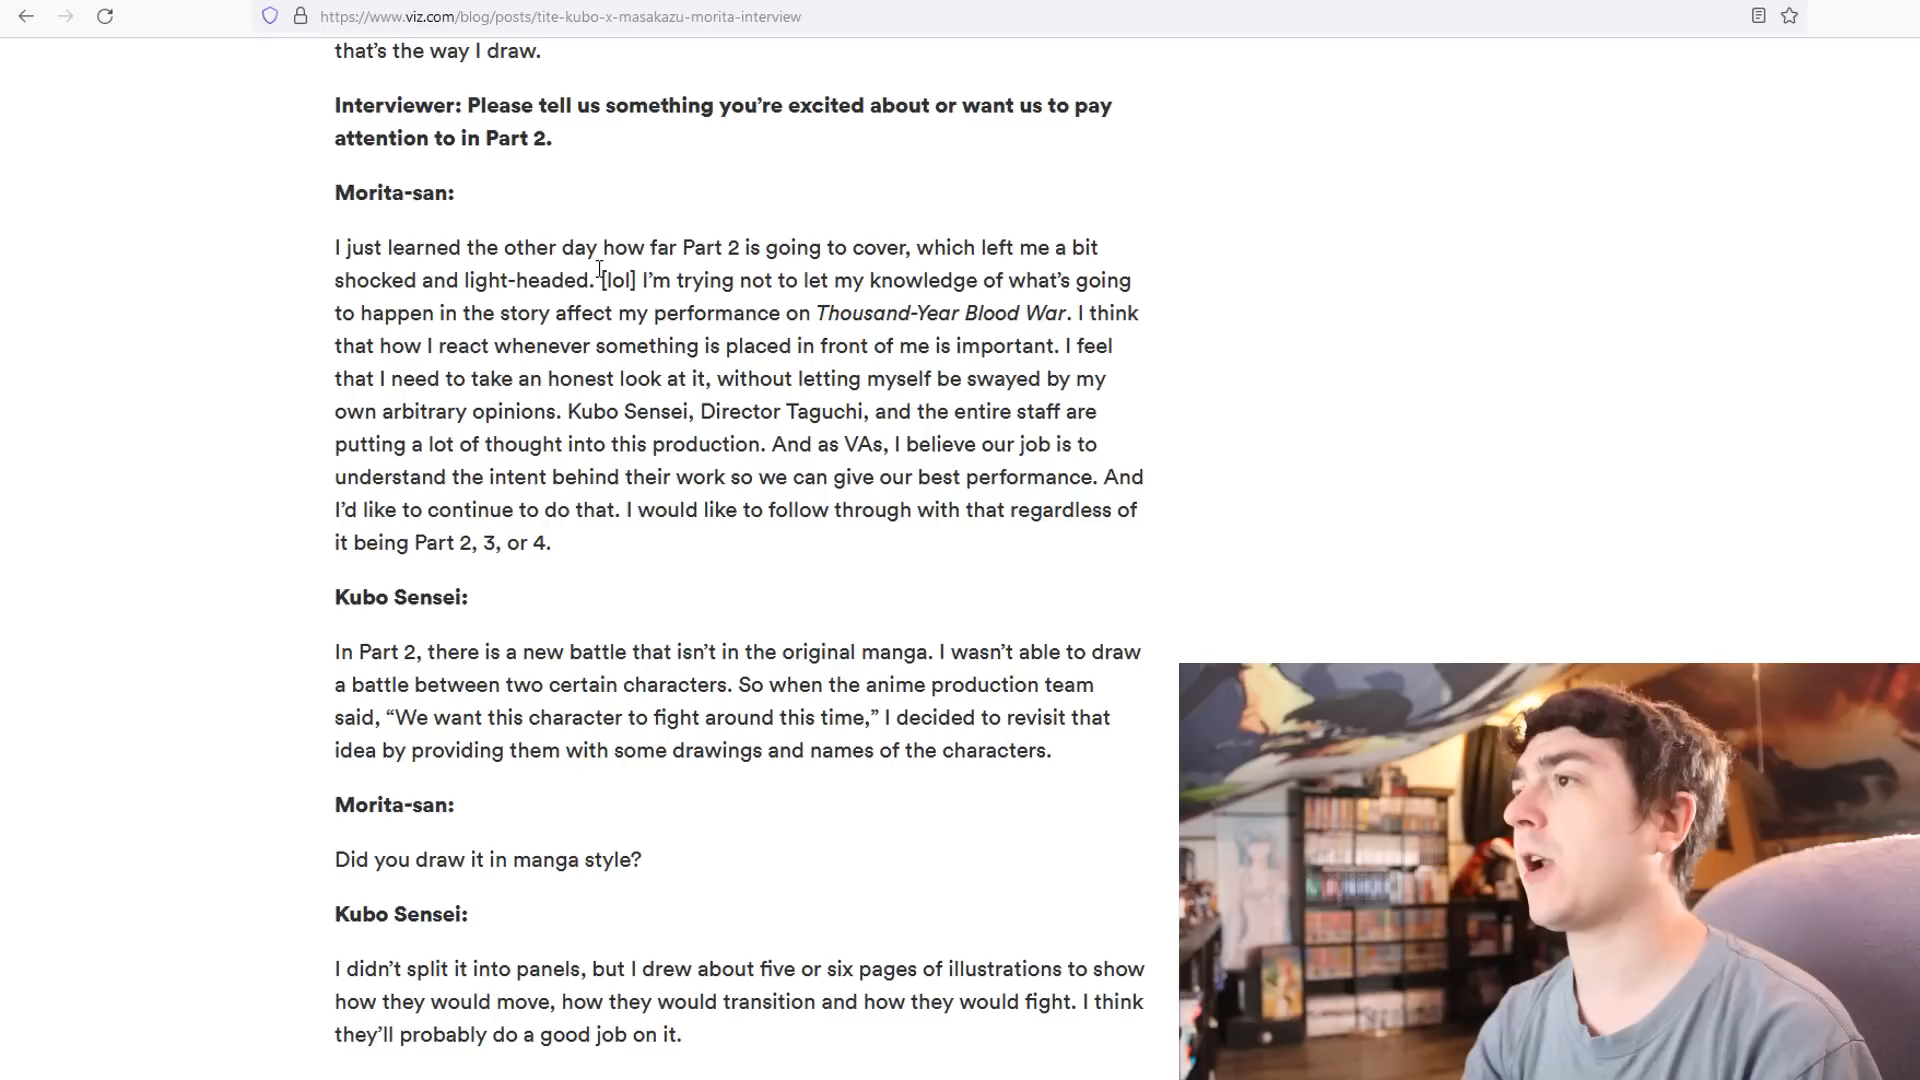 https://www.viz.com/blog/posts/tite-kubo-x-masakazu-morita-interview
that’s the way I draw.
Interviewer: Please tell us something you’re excited about or want us to pay
attention to in Part 2.
Morita-san:
I just learned the other day how far Part 2 is going to cover, which left me a bit
shocked and light-headed. [lol] I’m trying not to let my knowledge of what’s going
to happen in the story affect my performance on Thousand-Year Blood War. I think
that how I react whenever something is placed in front of me is important. I feel
that I need to take an honest look at it, without letting myself be swayed by my
own arbitrary opinions. Kubo Sensei, Director Taguchi, and the entire staff are
putting a lot of thought into this production. And as VAs, I believe our job is to
understand the intent behind their work so we can give our best performance. And
I’d like to continue to do that. I would like to follow through with that regardless of
it being Part 2, 3, or 4.
Kubo Sensei:
In Part 2, there is a new battle that isn’t in the original manga. I wasn’t able to draw
a battle between two certain characters. So when the anime production team
said, “We want this character to fight around this time,” I decided to revisit that
idea by providing them with some drawings and names of the characters.
Morita-san:
Did you draw it in manga style?
Kubo Sensei:
I didn’t split it into panels, but I drew about five or six pages of illustrations to show
how they would move, how they would transition and how they would fight. I think
they’ll probably do a good job on it.